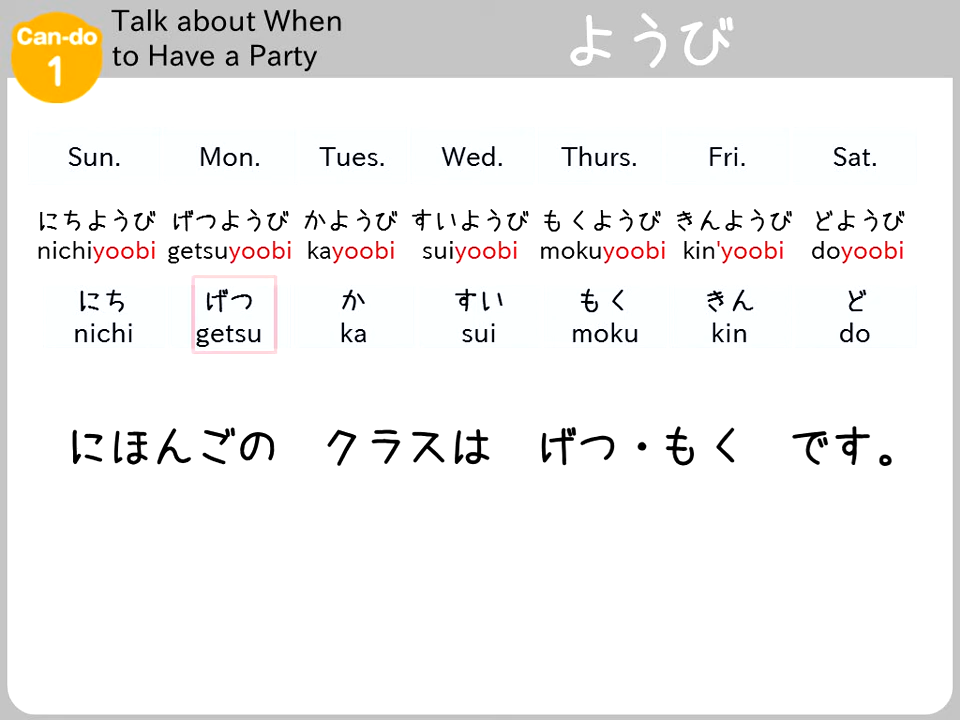 Can-do
1
Talk about When
to Have a Party
ようび
Sun. Mon. Tues. Wed. Thurs. Fri. Sat.
にちようび げつようび かようび すいようび もくようび きんようび どようび
nichiyoobi getsuyoobi kayoobi suiyoobi mokuyoobi kin'yoobi doyoobi
にち げつ か すい もく きん ど
nichi getsu ka sui moku kin do
にほんごの クラスは げつ・もく です。